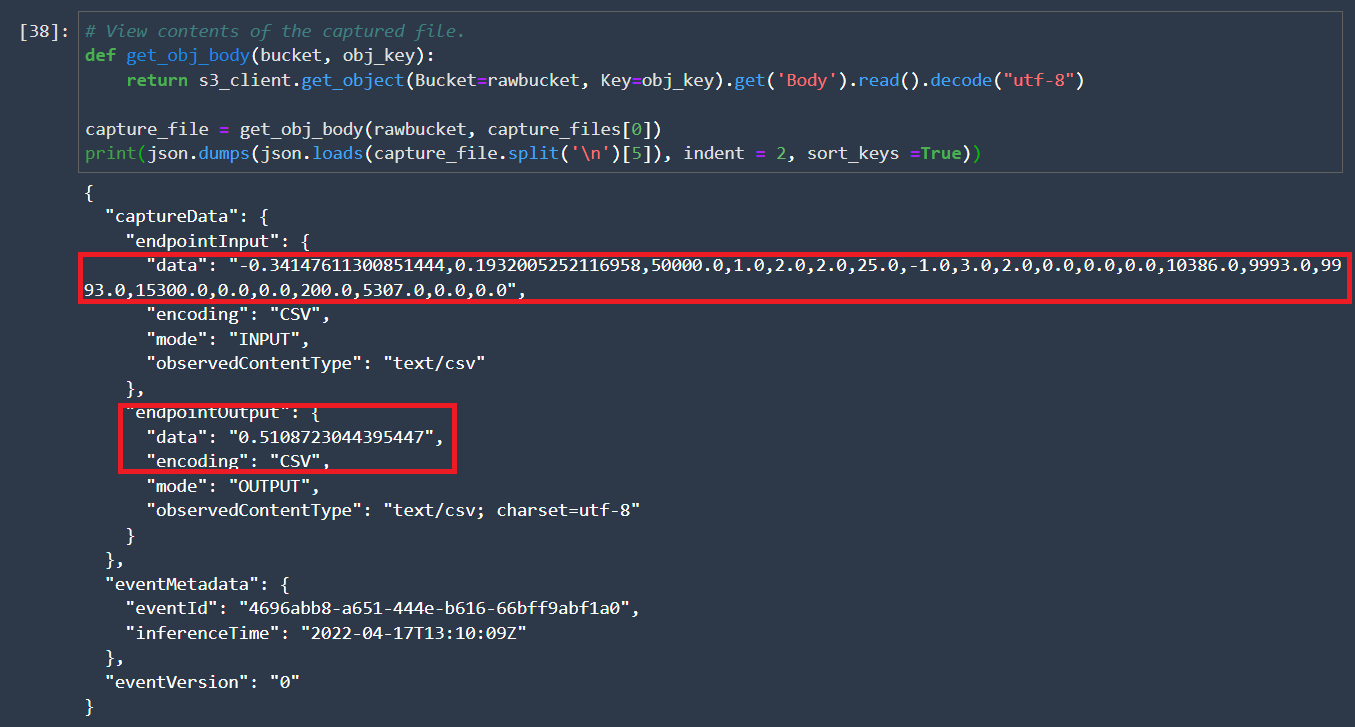 [38]: # View contents of the captured file.
def get_obj_body(bucket, obj_key):
    return s3_client.get_object(Bucket=rawbucket, Key=obj_key).get('Body').read().decode("utf-8")

capture_file = get_obj_body(rawbucket, capture_files[0])
print(json.dumps(json.loads(capture_file.split('\n')[5]), indent = 2, sort_keys =True))
{
  "captureData": {
    "endpointInput": {
      "data": "-0.34147611300851444,0.1932005252116958,50000.0,1.0,2.0,2.0,25.0,-1.0,3.0,2.0,0.0,0.0,0.0,10386.0,9993.0,99
93.0,15300.0,0.0,0.0,200.0,5307.0,0.0,0.0",
      "encoding": "CSV",
      "mode": "INPUT",
      "observedContentType": "text/csv"
    },
    "endpointOutput": {
      "data": "0.5108723044395447",
      "encoding": "CSV",
      "mode": "OUTPUT",
      "observedContentType": "text/csv; charset=utf-8"
    }
  },
  "eventMetadata": {
    "eventId": "4696abb8-a651-444e-b616-66bff9abf1a0",
    "inferenceTime": "2022-04-17T13:10:09Z"
  },
  "eventVersion": "0"
}